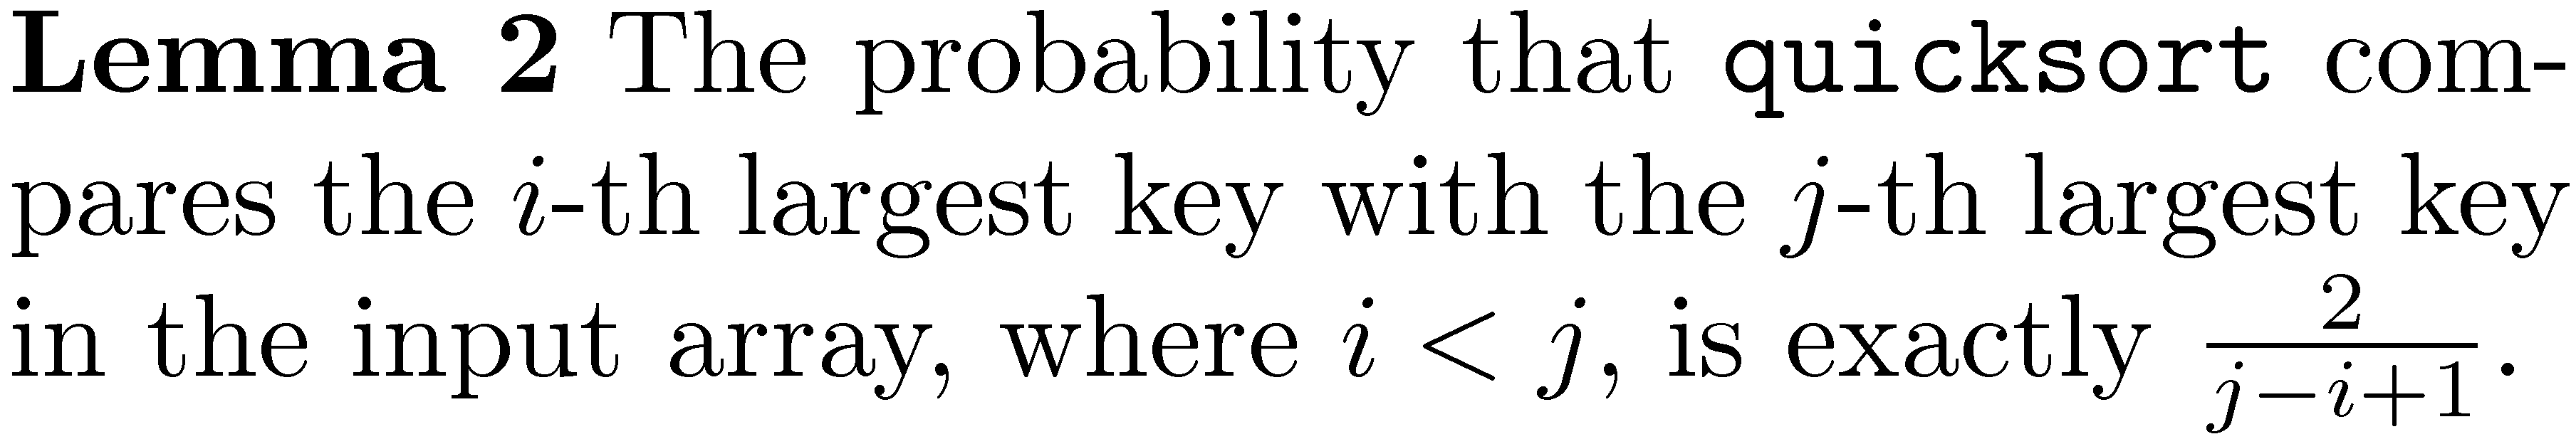 Lemma 2 The probability that quicksort com-
pares the i-th largest key with the j-th largest key
in the input array, where i < j, is exactly \frac{2}{j-i+1}.